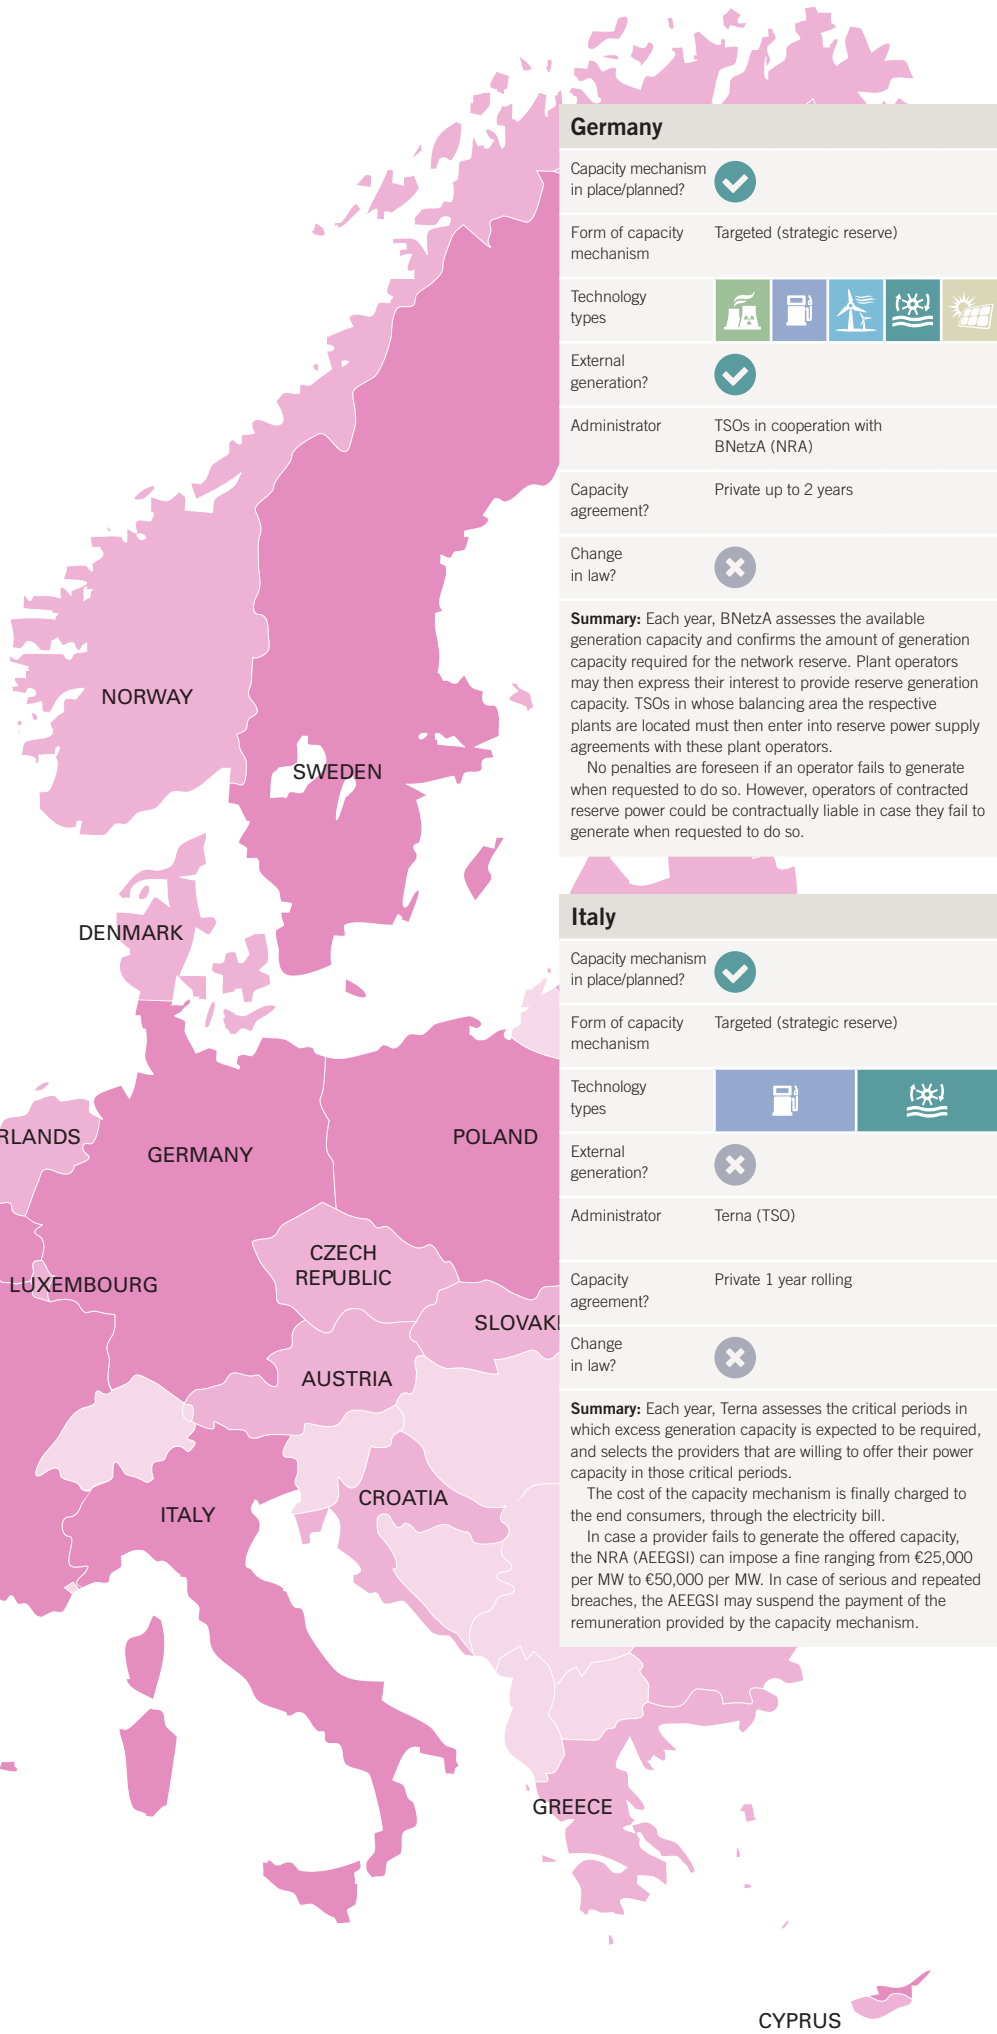 Germany
Capacity mechanism
in place/planned?
Form of capacity
mechanism
Targeted (strategic reserve)
Technology
types
External
generation?
Administrator
TSOs in cooperation with
BNetzA (NRA)
Capacity
agreement?
Private up to 2 years
Change
in law?
Summary: Each year, BNetzA assesses the available
generation capacity and confirms the amount of generation
capacity required for the network reserve. Plant operators
may then express their interest to provide reserve generation
capacity. TSOs in whose balancing area the respective
plants are located must then enter into reserve power supply
agreements with these plant operators.
No penalties are foreseen if an operator fails to generate
when requested to do so. However, operators of contracted
reserve power could be contractually liable in case they fail to
generate when requested to do so.
Italy
Capacity mechanism
in place/planned?
Form of capacity
mechanism
Targeted (strategic reserve)
Technology
types
External
generation?
Administrator
Terna (TSO)
Capacity
agreement?
Private 1 year rolling
Change
in law?
Summary: Each year, Terna assesses the critical periods in
which excess generation capacity is expected to be required,
and selects the providers that are willing to offer their power
capacity in those critical periods.
The cost of the capacity mechanism is finally charged to
the end consumers, through the electricity bill.
In case a provider fails to generate the offered capacity,
the NRA (AEEGSI) can impose a fine ranging from €25,000
per MW to €50,000 per MW. In case of serious and repeated
breaches, the AEEGSI may suspend the payment of the
remuneration provided by the capacity mechanism.
NORWAY
SWEDEN
DENMARK
RLANDS
GERMANY
POLAND
CZECH
REPUBLIC
LUXEMBOURG
SLOVAKI
AUSTRIA
CROATIA
ITALY
GREECE
CYPRUS